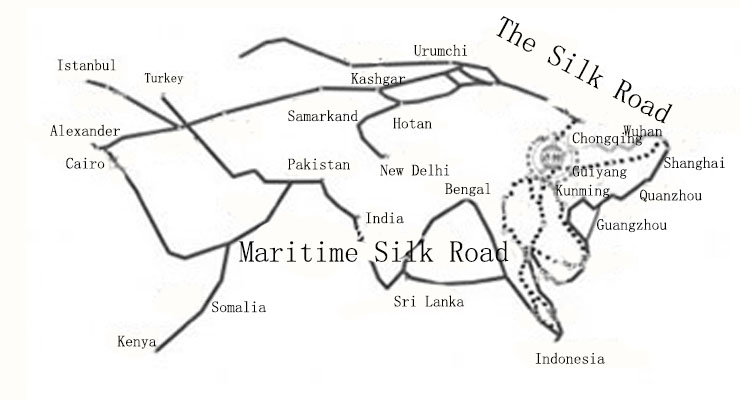 The Silk Road
Urumchi
Istanbul
Turkey
Kashgar
Samarkand
Hotan
Alexander
Cairo
Pakistan
New Delhi
Chongqing
Wuhan
Guiyang
Shanghai
Bengal
Kunming
Quanzhou
India
Guangzhou
Maritime Silk Road
Sri Lanka
Somalia
Kenya
Indonesia